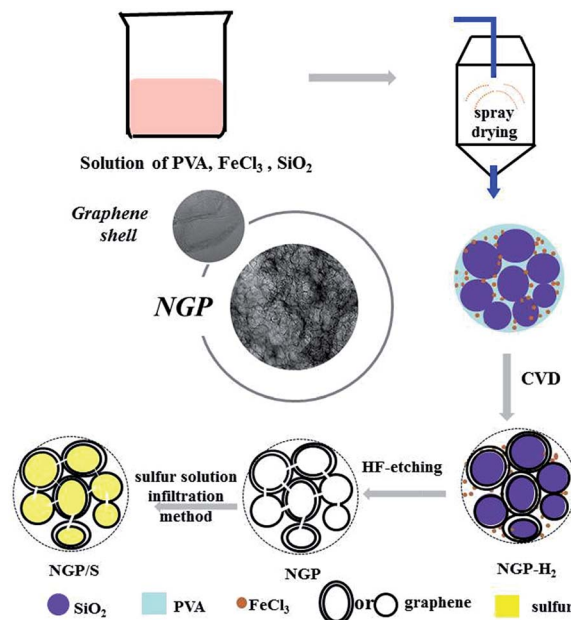 spray
drying
Solution of PVA, FeCl₃ , SiO₂
Graphene
shell
NGP
CVD
HF-etching
sulfur solution
infiltration
method
NGP/S
NGP
NGP-H₂
SiO₂
PVA
FeCl₃
or
graphene
sulfur